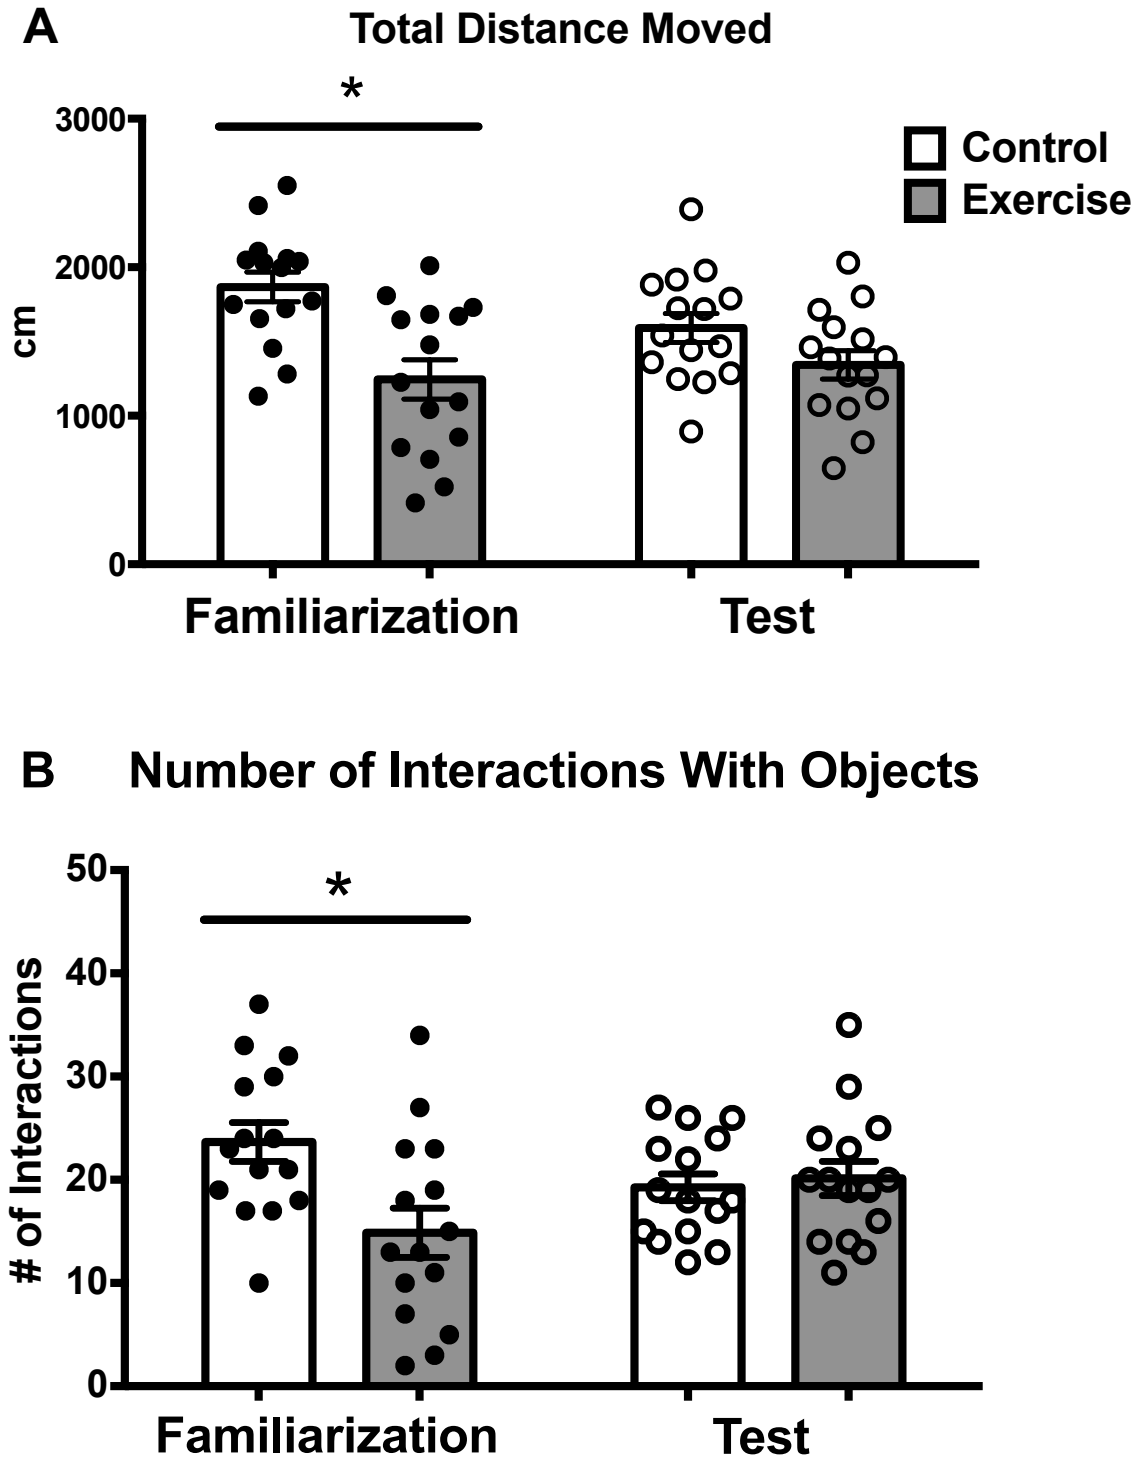 A
Total Distance Moved
*
3000
2000
1000
0
cm
Control
Exercise
Familiarization
Test
B
Number of Interactions With Objects
*
50
40
30
20
10
0
# of Interactions
Familiarization
Test